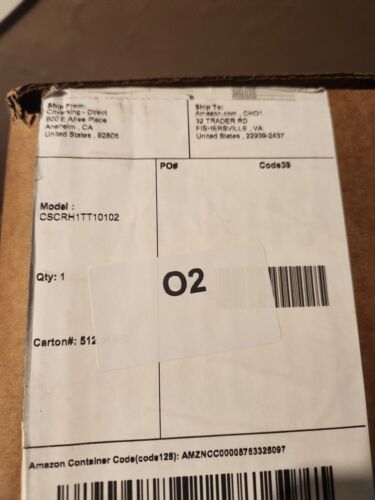 Ship From:
Coverking - Direct
900 E Arlee Place
Anaheim , CA
United States , 92805
Ship To:
Amazon.com , CHO1
32 TRADER RD
FISHERSVILLE , VA
United States , 22939-2437
PO#
Code39
Model :
CSCRH1TT10102
Qty: 1
O2
Carton#: 512
Amazon Container Code(code128): AMZNCC00008763326097